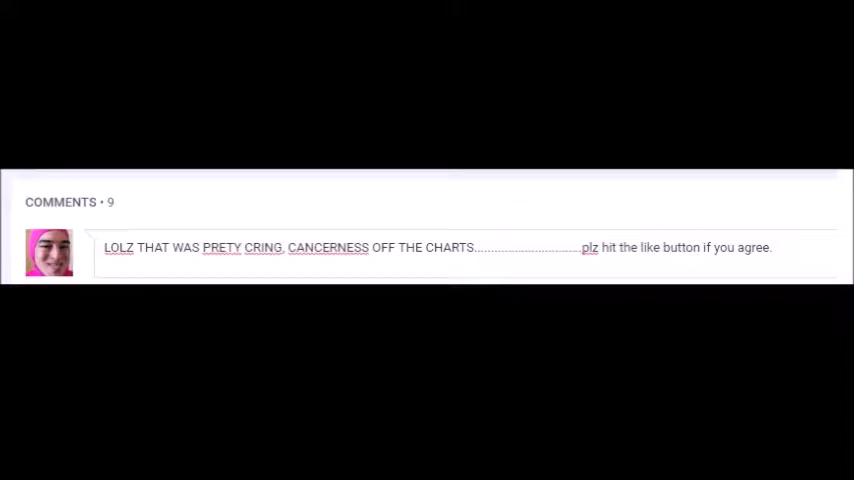 COMMENTS • 9
LOLZ THAT WAS PRETY CRING, CANCERNESS OFF THE CHARTS....................................plz hit the like button if you agree.